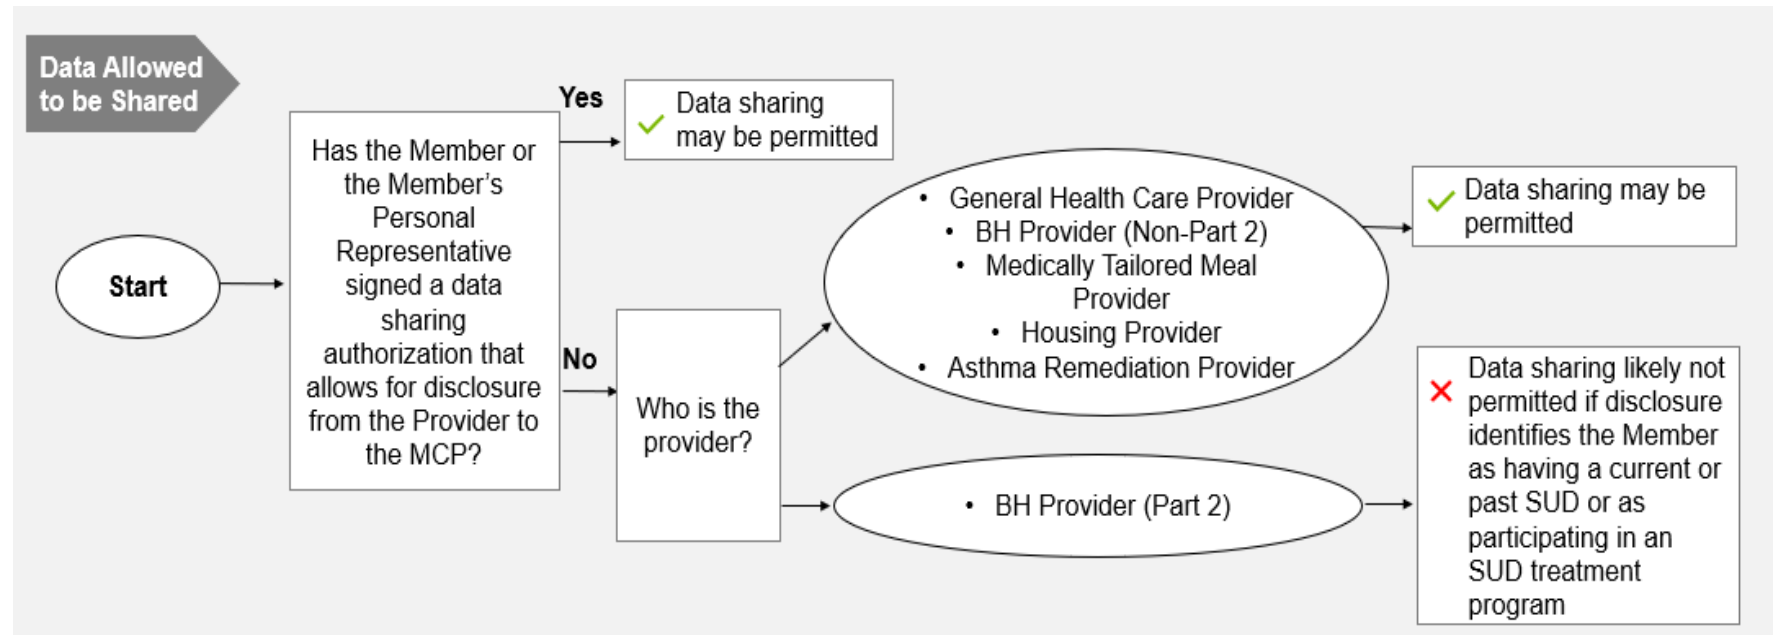 Data Allowed
to be Shared
Start
Has the Member or
the Member’s
Personal
Representative
signed a data
sharing
authorization that
allows for disclosure
from the Provider to
the MCP?
Yes
Data sharing
may be permitted
No
Who is the
provider?
• General Health Care Provider
• BH Provider (Non-Part 2)
• Medically Tailored Meal
Provider
• Housing Provider
• Asthma Remediation Provider
Data sharing may be
permitted
• BH Provider (Part 2)
Data sharing likely not
permitted if disclosure
identifies the Member
as having a current or
past SUD or as
participating in an
SUD treatment
program